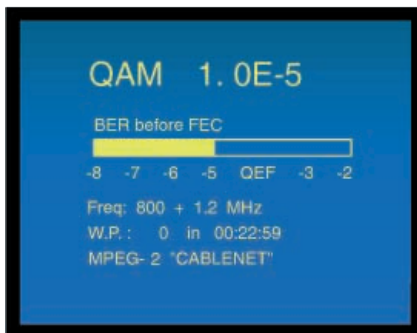 QAM 1. 0E-5
BER before FEC
-8 -7 -6 -5 QEF -3 -2
Freq: 800 + 1.2 MHz
W.P. : 0 in 00:22:59
MPEG- 2 "CABLENET"